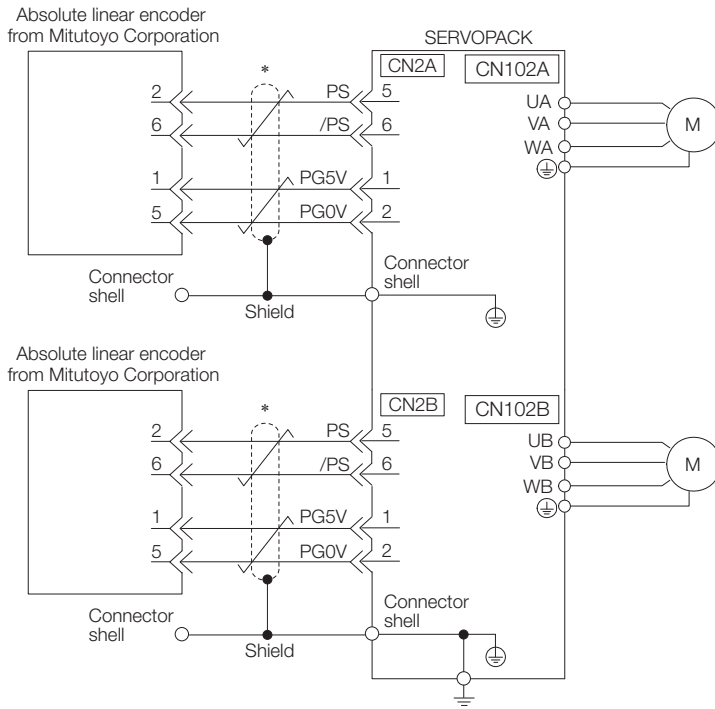 Absolute linear encoder
from Mitutoyo Corporation
SERVOPACK
CN2A
CN102A
*
2
PS
5
UA
M
6
/PS
6
VA
WA
1
PG5V
1
5
PG0V
2
Connector
shell
Connector
shell
Shield
Absolute linear encoder
from Mitutoyo Corporation
CN2B
CN102B
*
2
PS
5
UB
M
6
/PS
6
VB
WB
1
PG5V
1
5
PG0V
2
Connector
shell
Connector
shell
Shield